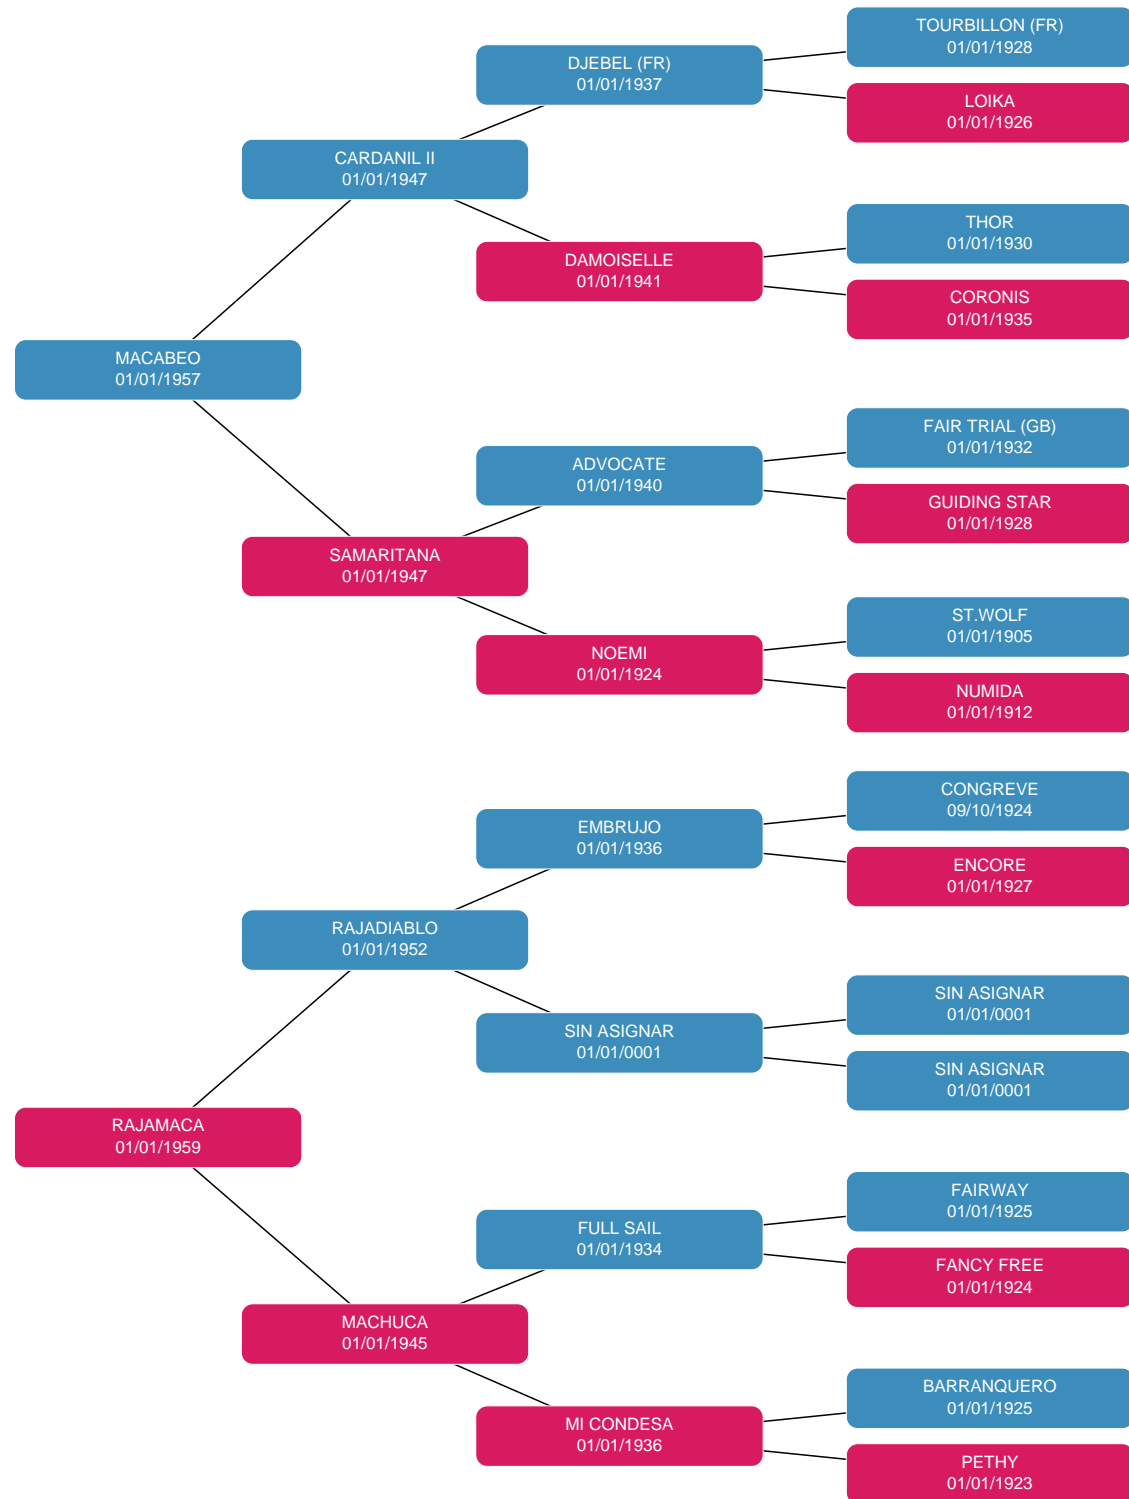 TOURBILLON (FR)
01/01/1928
DJEBEL (FR)
01/01/1937
LOIKA
01/01/1926
CARDANIL II
01/01/1947
THOR
01/01/1930
DAMOISELLE
01/01/1941
CORONIS
01/01/1935
MACABEO
01/01/1957
FAIR TRIAL (GB)
01/01/1932
ADVOCATE
01/01/1940
GUIDING STAR
01/01/1928
SAMARITANA
01/01/1947
ST.WOLF
01/01/1905
NOEMI
01/01/1924
NUMIDA
01/01/1912
CONGREVE
09/10/1924
EMBRUJO
01/01/1936
ENCORE
01/01/1927
RAJADIABLO
01/01/1952
SIN ASIGNAR
01/01/0001
SIN ASIGNAR
01/01/0001
SIN ASIGNAR
01/01/0001
RAJAMACA
01/01/1959
FAIRWAY
01/01/1925
FULL SAIL
01/01/1934
FANCY FREE
01/01/1924
MACHUCA
01/01/1945
BARRANQUERO
01/01/1925
MI CONDESA
01/01/1936
PETHY
01/01/1923